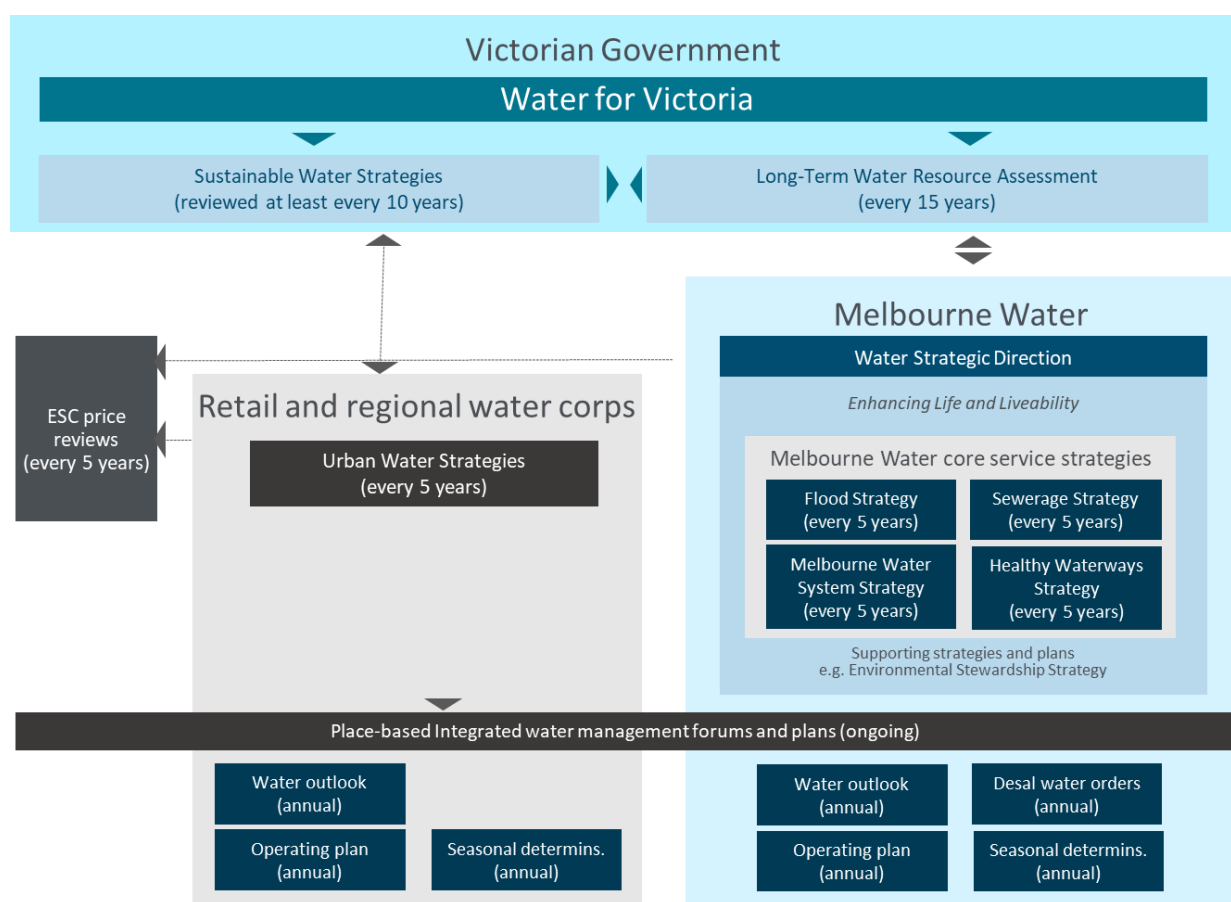 Victorian Government
Water for Victoria
Sustainable Water Strategies
(reviewed at least every 10 years)
Long-Term Water Resource Assessment
(every 15 years)
ESC price
reviews
(every 5 years)
Retail and regional water corps
Urban Water Strategies
(every 5 years)
Melbourne Water
Water Strategic Direction
Enhancing Life and Liveability
Melbourne Water core service strategies
Flood Strategy
(every 5 years)
Sewerage Strategy
(every 5 years)
Melbourne Water
System Strategy
(every 5 years)
Healthy Waterways
Strategy
(every 5 years)
Supporting strategies and plans
e.g. Environmental Stewardship Strategy
Place-based Integrated water management forums and plans (ongoing)
Water outlook
(annual)
Operating plan
(annual)
Seasonal determins.
(annual)
Water outlook
(annual)
Desal water orders
(annual)
Operating plan
(annual)
Seasonal determins.
(annual)